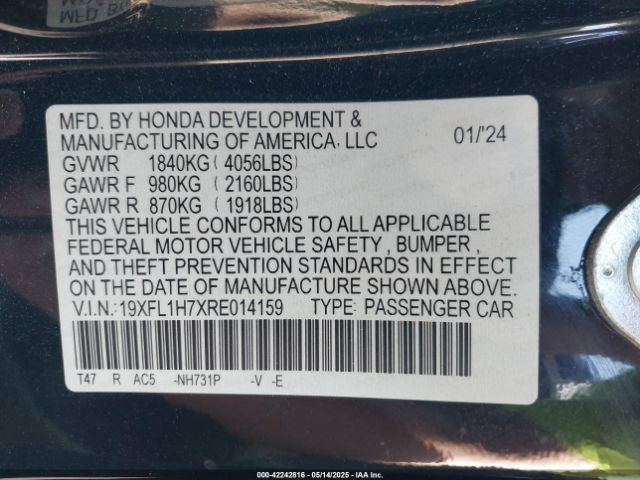 MFD. BY HONDA DEVELOPMENT &
MANUFACTURING OF AMERICA, LLC 01/'24
GVWR 1840KG ( 4056LBS)
GAWR F 980KG ( 2160LBS)
GAWR R 870KG ( 1918LBS)
THIS VEHICLE CONFORMS TO ALL APPLICABLE
FEDERAL MOTOR VEHICLE SAFETY , BUMPER ,
AND THEFT PREVENTION STANDARDS IN EFFECT
ON THE DATE OF MANUFACTURE SHOWN ABOVE.
V.I.N.:19XFL1H7XRE014159 TYPE: PASSENGER CAR
T47 R AC5 -NH731P -V -E
000-42242816 - 05/14/2025 - IAA Inc.